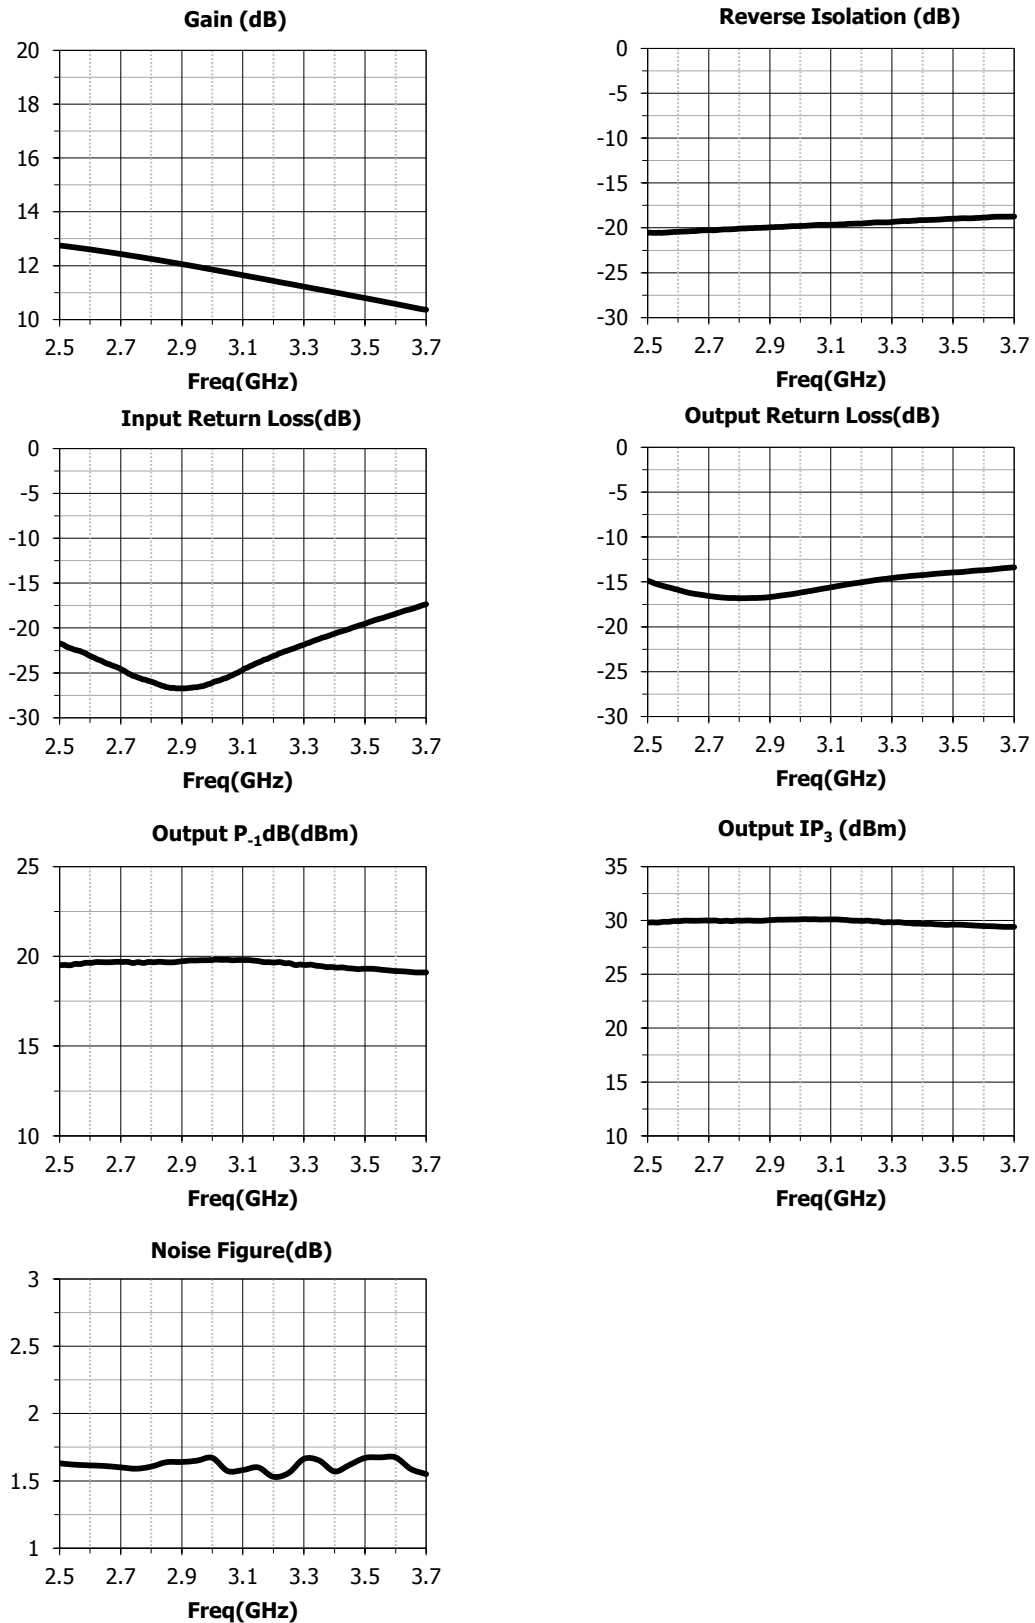 Gain (dB)
20
18
16
14
12
10
2.5 2.7 2.9 3.1 3.3 3.5 3.7
Freq(GHz)
Reverse Isolation (dB)
0
-5
-10
-15
-20
-25
-30
2.5 2.7 2.9 3.1 3.3 3.5 3.7
Freq(GHz)
Input Return Loss(dB)
0
-5
-10
-15
-20
-25
-30
2.5 2.7 2.9 3.1 3.3 3.5 3.7
Freq(GHz)
Output Return Loss(dB)
0
-5
-10
-15
-20
-25
-30
2.5 2.7 2.9 3.1 3.3 3.5 3.7
Freq(GHz)
Output P-1dB(dBm)
25
20
15
10
2.5 2.7 2.9 3.1 3.3 3.5 3.7
Freq(GHz)
Output IP3 (dBm)
35
30
25
20
15
10
2.5 2.7 2.9 3.1 3.3 3.5 3.7
Freq(GHz)
Noise Figure(dB)
3
2.5
2
1.5
1
2.5 2.7 2.9 3.1 3.3 3.5 3.7
Freq(GHz)